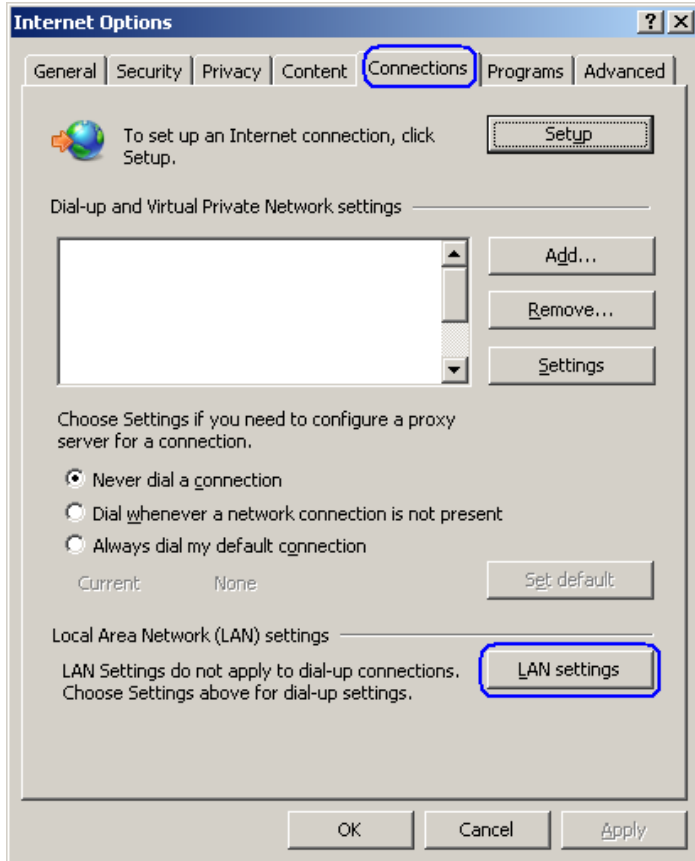 Internet Options
General Security Privacy Content Connections Programs Advanced
To set up an Internet connection, click
Setup.
Setup
Dial-up and Virtual Private Network settings
Add...
Remove...
Settings
Choose Settings if you need to configure a proxy
server for a connection.
Never dial a connection
Dial whenever a network connection is not present
Always dial my default connection
Current None
Set default
Local Area Network (LAN) settings
LAN Settings do not apply to dial-up connections.
Choose Settings above for dial-up settings.
LAN settings
OK Cancel Apply